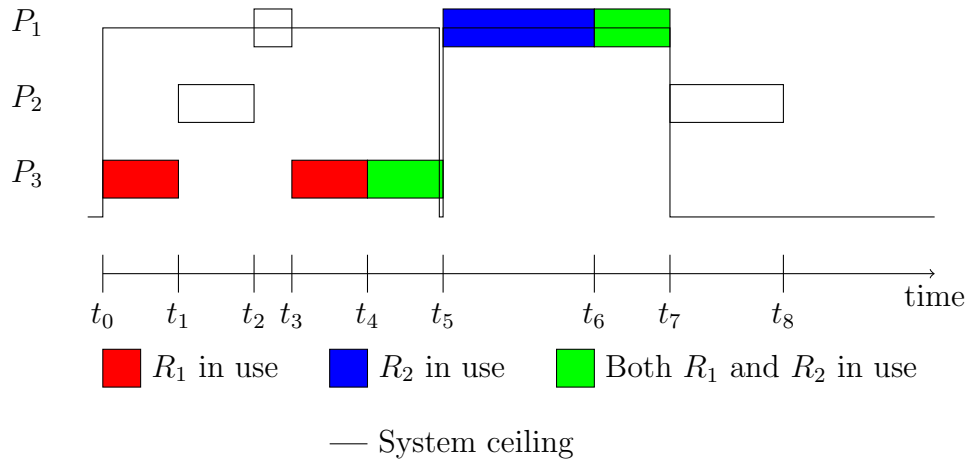 P₁
P₂
P₃
t₀ t₁ t₂ t₃ t₄ t₅ t₆ t₇ t₈
time
R₁ in use R₂ in use Both R₁ and R₂ in use
System ceiling